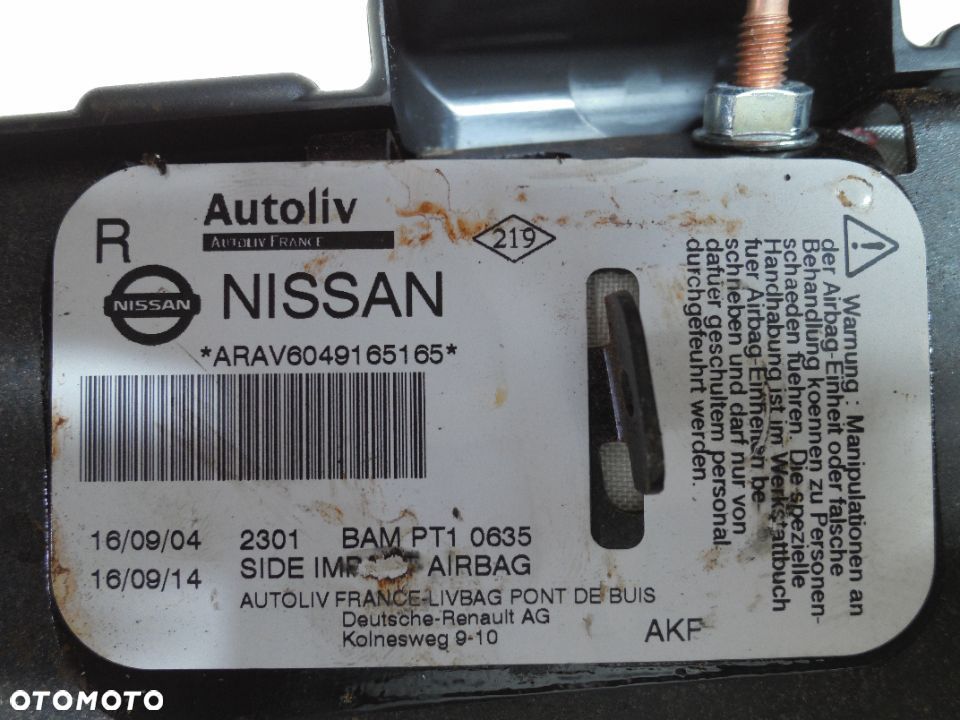 R
Autoliv
AUTOLIV FRANCE
219
NISSAN
NISSAN
*ARAV6049165165*
16/09/04 2301 BAM PT1 0635
16/09/14 SIDE AIRBAG
AUTOLIV FRANCE-LIVBAG PONT DE BUIS
Deutsche-Renault AG
Kolnesweg 9-10
AKF
Warnung : Manipulationen an
der Airbag-Einheit oder falsche
Behandlung koennen zu Personen-
schaeden fuehren. Die spezielle
Handhabung ist im Werkstattbuch
fuer Airbag-Einheiten be
schrieben und darf nur von
dafuer geschultem personal-
durchgefeuhrt werden.
OTOMOTO